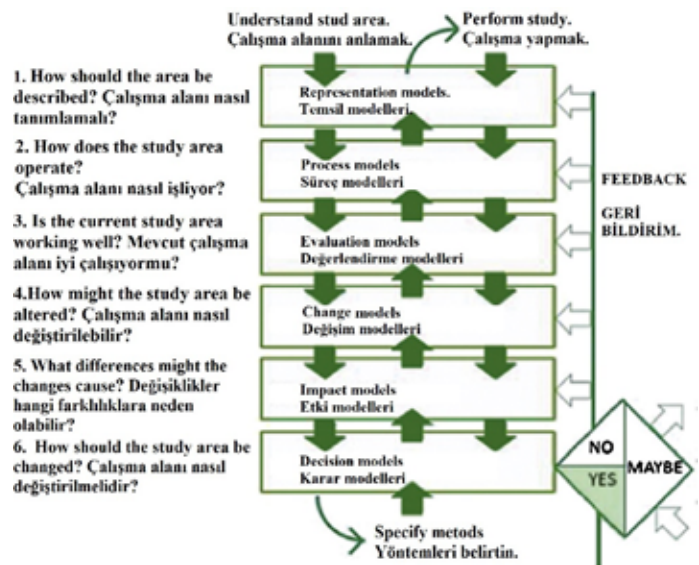 Understand stud area.
Çalışma alanını anlamak.
Perform study.
Çalışma yapmak.
1. How should the area be
described? Çalışma alanı nasıl
tanımlamalı?
Representation models.
Temsil modelleri.
2. How does the study area
operate?
Çalışma alanı nasıl işliyor?
Process models
Süreç modelleri
3. Is the current study area
working well? Mevcut çalışma
alanı iyi çalışıyormu?
Evaluation models
Değerlendirme modelleri
4.How might the study area be
altered? Çalışma alanı nasıl
değiştirilebilir?
Change models
Değişim modelleri
5. What differences might the
changes cause? Değişiklikler
hangi farklılıklara neden
olabilir?
Impact models
Etki modelleri
6. How should the study area be
changed? Çalışma alanı nasıl
değiştirilmelidir?
Decision models
Karar modelleri
Specify metods
Yöntemleri belirtin.
FEEDBACK
GERİ
BİLDİRİM.
NO
YES
MAYBE